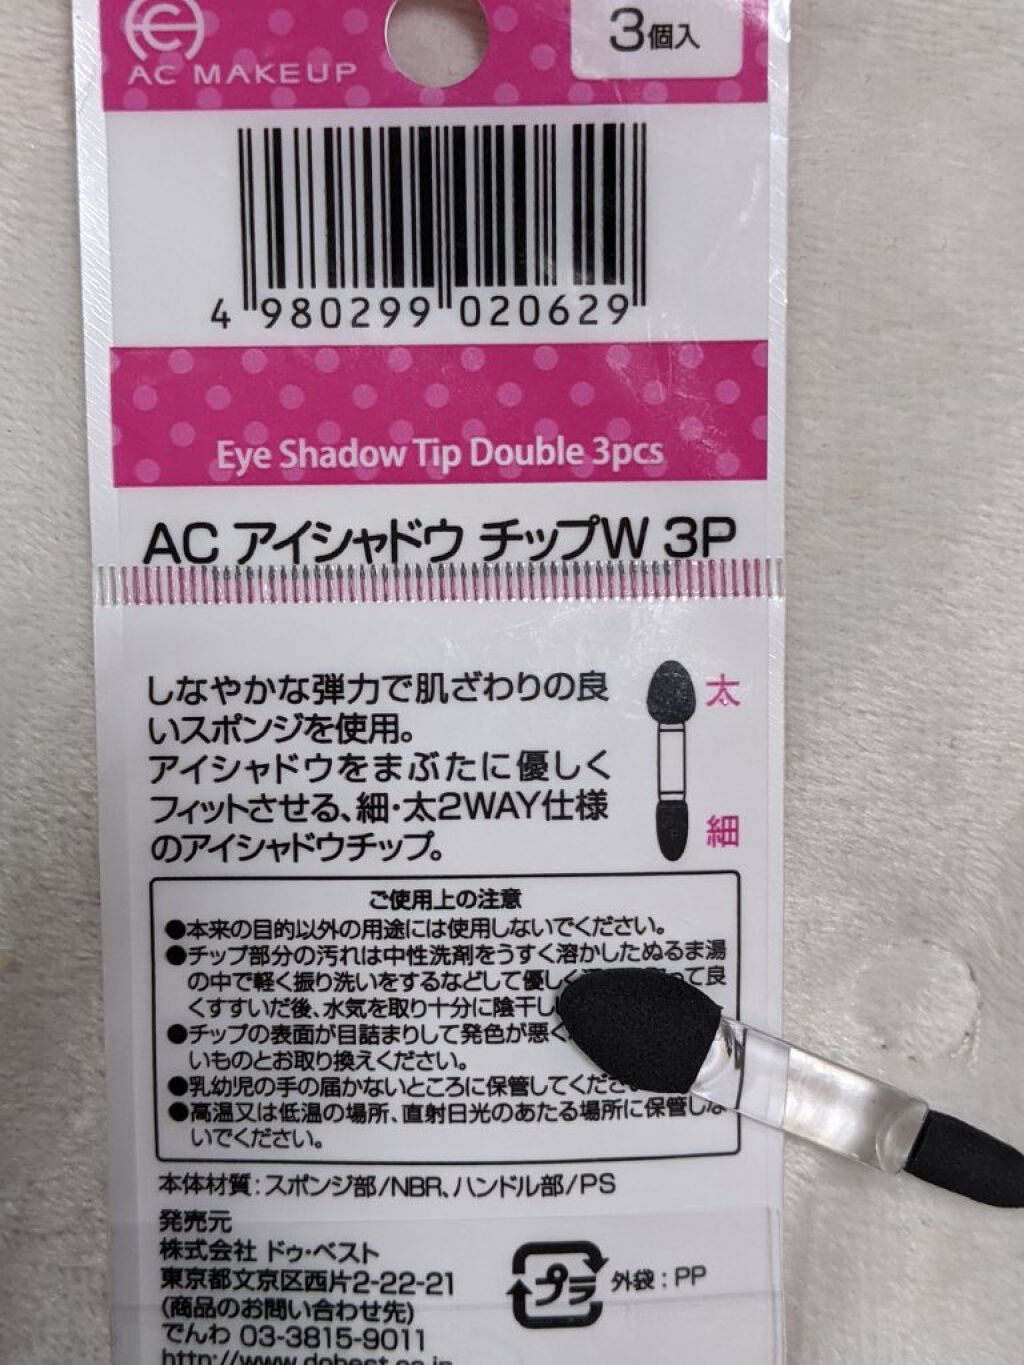 AC MAKEUP
3個入
4 980299 020629
Eye Shadow Tip Double 3pcs
AC アイシャドウ チップW 3P
しなやかな弾力で肌ざわりの良
いスポンジを使用。
アイシャドウをまぶたに優しく
フィットさせる、細・太2WAY仕様
のアイシャドウチップ。
太
細
ご使用上の注意
●本来の目的以外の用途には使用しないでください。
●チップ部分の汚れは中性洗剤をうすく溶かしたぬるま湯
の中で軽く振り洗いをするなどして優しく って良
くすすいだ後、水気を取り十分に陰干し
●チップの表面が目詰まりして発色が悪く
いものとお取り換えください。
●乳幼児の手の届かないところに保管してくださ
●高温又は低温の場所、直射日光のあたる場所に保管しな
いでください。
本体材質：スポンジ部/NBR、ハンドル部/PS
発売元
株式会社 ドゥ・ベスト
東京都文京区西片2-22-21
(商品のお問い合わせ先)
でんわ 03-3815-9011
http://www.dobest.co.jp
プラ
外袋：PP